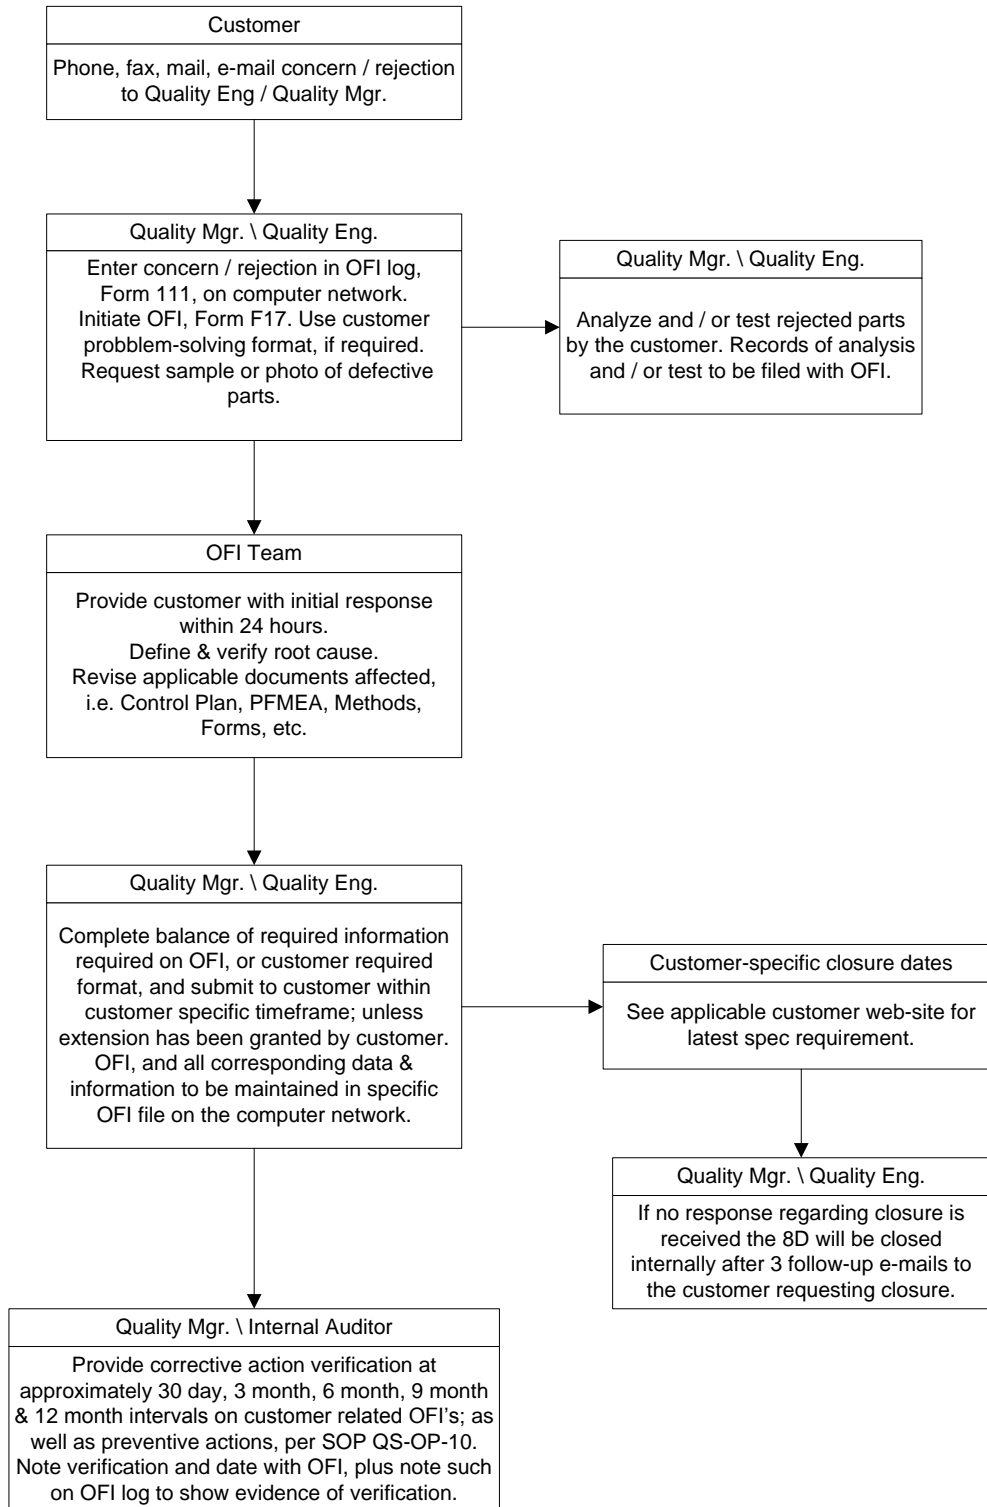 Customer
Phone, fax, mail, e-mail concern / rejection
to Quality Eng / Quality Mgr.
Quality Mgr. \ Quality Eng.
Enter concern / rejection in OFI log,
Form 111, on computer network.
Initiate OFI, Form F17. Use customer
probblem-solving format, if required.
Request sample or photo of defective
parts.
Quality Mgr. \ Quality Eng.
Analyze and / or test rejected parts
by the customer. Records of analysis
and / or test to be filed with OFI.
OFI Team
Provide customer with initial response
within 24 hours.
Define & verify root cause.
Revise applicable documents affected,
i.e. Control Plan, PFMEA, Methods,
Forms, etc.
Quality Mgr. \ Quality Eng.
Complete balance of required information
required on OFI, or customer required
format, and submit to customer within
customer specific timeframe; unless
extension has been granted by customer.
OFI, and all corresponding data &
information to be maintained in specific
OFI file on the computer network.
Customer-specific closure dates
See applicable customer web-site for
latest spec requirement.
Quality Mgr. \ Quality Eng.
If no response regarding closure is
received the 8D will be closed
internally after 3 follow-up e-mails to
the customer requesting closure.
Quality Mgr. \ Internal Auditor
Provide corrective action verification at
approximately 30 day, 3 month, 6 month, 9 month
& 12 month intervals on customer related OFI's; as
well as preventive actions, per SOP QS-OP-10.
Note verification and date with OFI, plus note such
on OFI log to show evidence of verification.